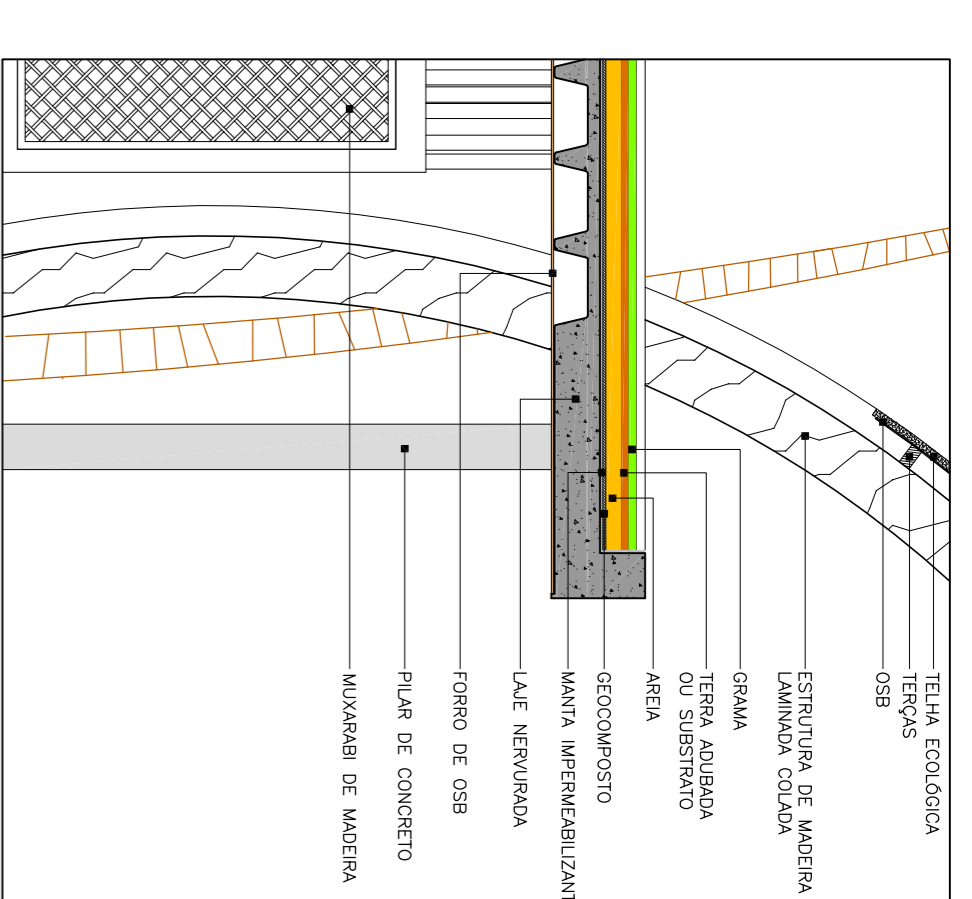 TELHA ECOLÓGICA
TERÇAS
OSB
ESTRUTURA DE MADEIRA
LAMINADA COLADA
GRAMA
TERRA ADUBADA
OU SUBSTRATO
AREIA
GEOCOMPOSTO
MANTA IMPERMEABILIZANT
LAJE NERVURADA
FORRO DE OSB
PILAR DE CONCRETO
MUXARABI DE MADEIRA